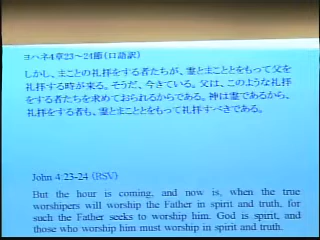 ヨハネ4章23〜24節(口語訳)
しかし、まことの礼拝をする者たちが、霊とまこととをもって父を
礼拝する時が来る。そうだ、今きている。父は、このような礼拝
をする者たちを求めておられるからである。神は霊であるから、
礼拝をする者も、霊とまこととをもって礼拝すべきである。
John 4:23-24 (RSV)
But the hour is coming, and now is, when the true
worshipers will worship the Father in spirit and truth, for
such the Father seeks to worship him. God is spirit, and
those who worship him must worship in spirit and truth.